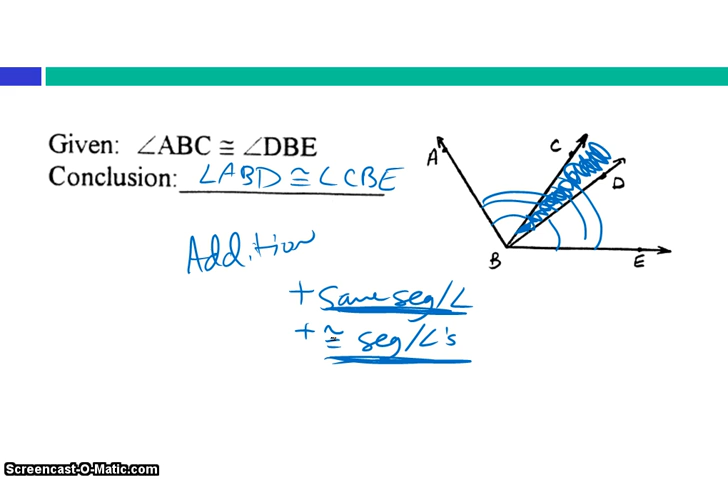 Given: ∠ABC ≅ ∠DBE
Conclusion: ∠ABD ≅ ∠CBE
Addition
+ Same seg/∠
+ ≅ seg/∠'s
A
C
D
B
E
Screencast-O-Matic.com